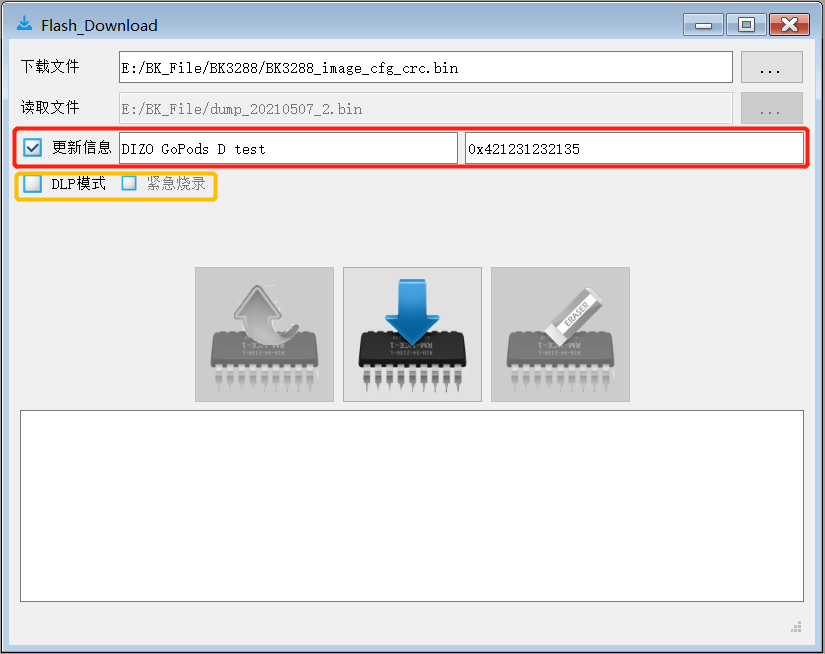 Flash_Download
下载文件 E:/BK_File/BK3288/BK3288_image_cfg_crc.bin ...
读取文件 E:/BK_File/dump_20210507_2.bin ...
更新信息 DIZO GoPods D test 0x421231232135
DLP模式 紧急烧录
ERASER